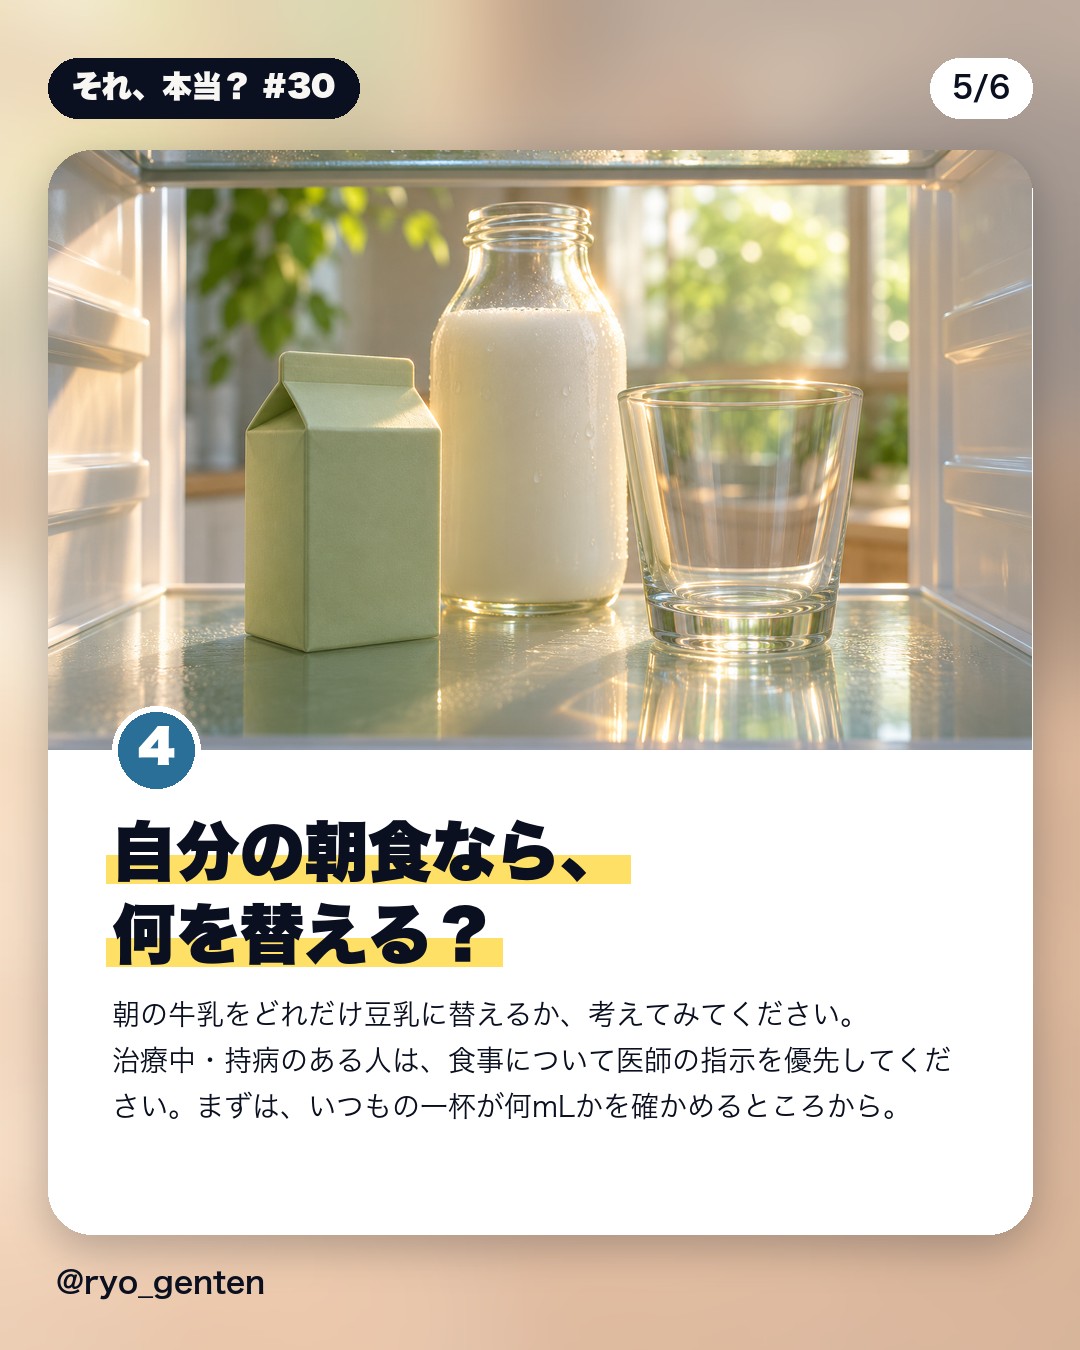 それ、本当？ #30
5/6
4
自分の朝食なら、
何を替える？
朝の牛乳をどれだけ豆乳に替えるか、考えてみてください。
治療中・持病のある人は、食事について医師の指示を優先してくだ
さい。まずは、いつもの一杯が何mLかを確かめるところから。
@ryo_genten